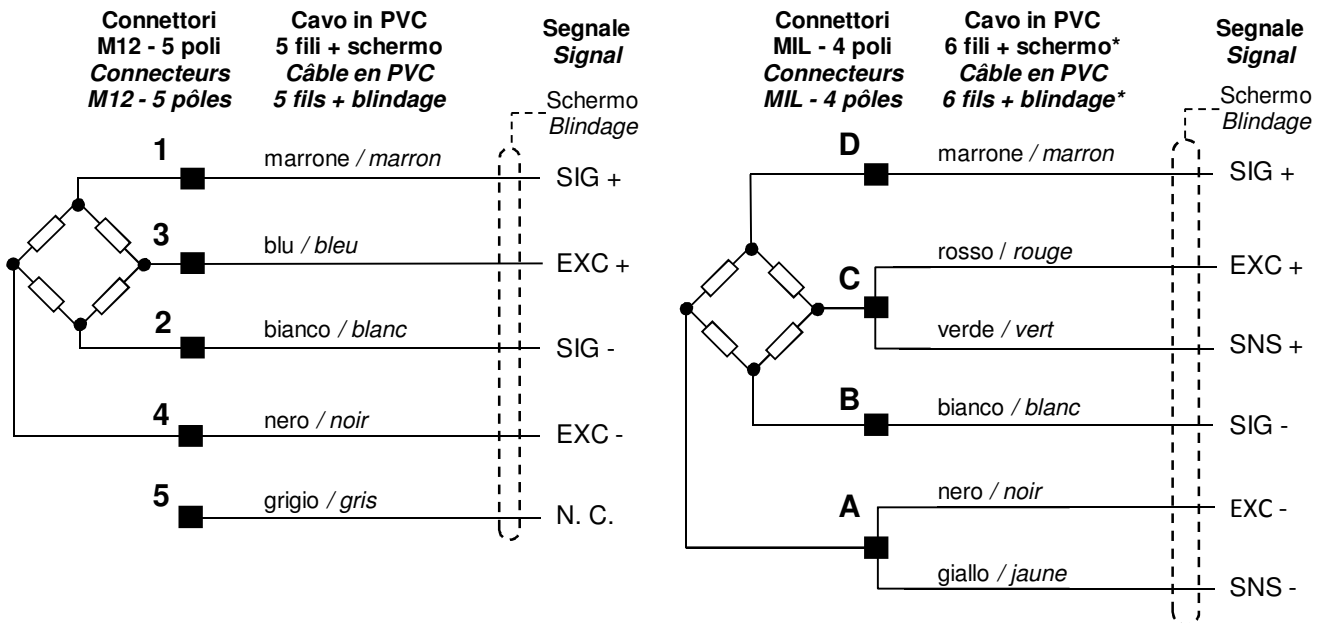 Connettori
M12 - 5 poli
Connecteurs
M12 - 5 pôles
Cavo in PVC
5 fili + schermo
Câble en PVC
5 fils + blindage
Segnale
Signal
Schermo
Blindage
1
marrone / marron
SIG +
3
blu / bleu
EXC +
2
bianco / blanc
SIG -
4
nero / noir
EXC -
5
grigio / gris
N. C.
Connettori
MIL - 4 poli
Connecteurs
MIL - 4 pôles
Cavo in PVC
6 fili + schermo*
Câble en PVC
6 fils + blindage*
Segnale
Signal
Schermo
Blindage
D
marrone / marron
SIG +
C
rosso / rouge
EXC +
verde / vert
SNS +
B
bianco / blanc
SIG -
A
nero / noir
EXC -
giallo / jaune
SNS -